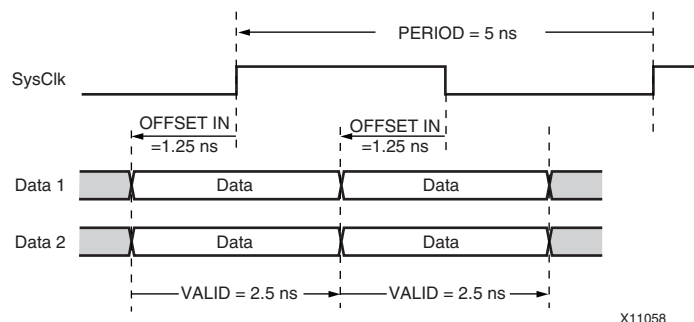 PERIOD = 5 ns
SysClk
OFFSET IN
=1.25 ns
OFFSET IN
=1.25 ns
Data 1
Data
Data
Data 2
Data
Data
VALID = 2.5 ns
VALID = 2.5 ns
X11058